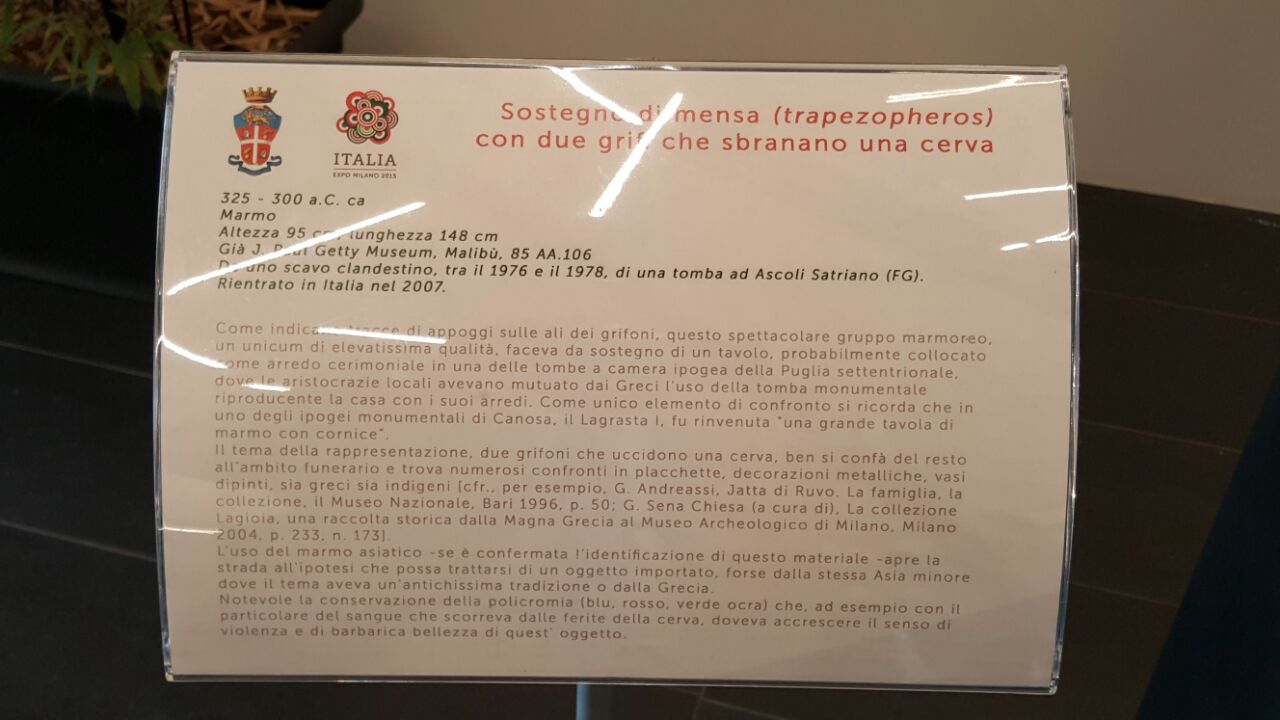 ITALIA
EXPO MILANO 2015
Sostegno di mensa (trapezopheros)
con due grifi che sbranano una cerva
325 - 300 a.C. ca
Marmo
Altezza 95 cm, lunghezza 148 cm
Già J. Paul Getty Museum, Malibù, 85 AA.106
Da uno scavo clandestino, tra il 1976 e il 1978, di una tomba ad Ascoli Satriano (FG).
Rientrato in Italia nel 2007.
Come indicano tracce di appoggi sulle ali dei grifoni, questo spettacolare gruppo marmoreo,
un unicum di elevatissima qualità, faceva da sostegno di un tavolo, probabilmente collocato
come arredo cerimoniale in una delle tombe a camera ipogea della Puglia settentrionale,
dove le aristocrazie locali avevano mutuato dai Greci l'uso della tomba monumentale
riproducente la casa con i suoi arredi. Come unico elemento di confronto si ricorda che in
uno degli ipogei monumentali di Canosa, il Lagrasta I, fu rinvenuta "una grande tavola di
marmo con cornice".
Il tema della rappresentazione, due grifoni che uccidono una cerva, ben si confà del resto
all'ambito funerario e trova numerosi confronti in placchette, decorazioni metalliche, vasi
dipinti, sia greci sia indigeni [cfr., per esempio, G. Andreassi, Jatta di Ruvo. La famiglia, la
collezione, il Museo Nazionale, Bari 1996, p. 50; G. Sena Chiesa (a cura di), La collezione
Lagioia, una raccolta storica dalla Magna Grecia al Museo Archeologico di Milano, Milano
2004, p. 233, n. 173].
L'uso del marmo asiatico -se è confermata !'identificazione di questo materiale -apre la
strada all'ipotesi che possa trattarsi di un oggetto importato, forse dalla stessa Asia minore
dove il tema aveva un'antichissima tradizione o dalla Grecia.
Notevole la conservazione della policromia (blu, rosso, verde ocra) che, ad esempio con il
particolare del sangue che scorreva dalle ferite della cerva, doveva accrescere il senso di
violenza e di barbarica bellezza di quest' oggetto.